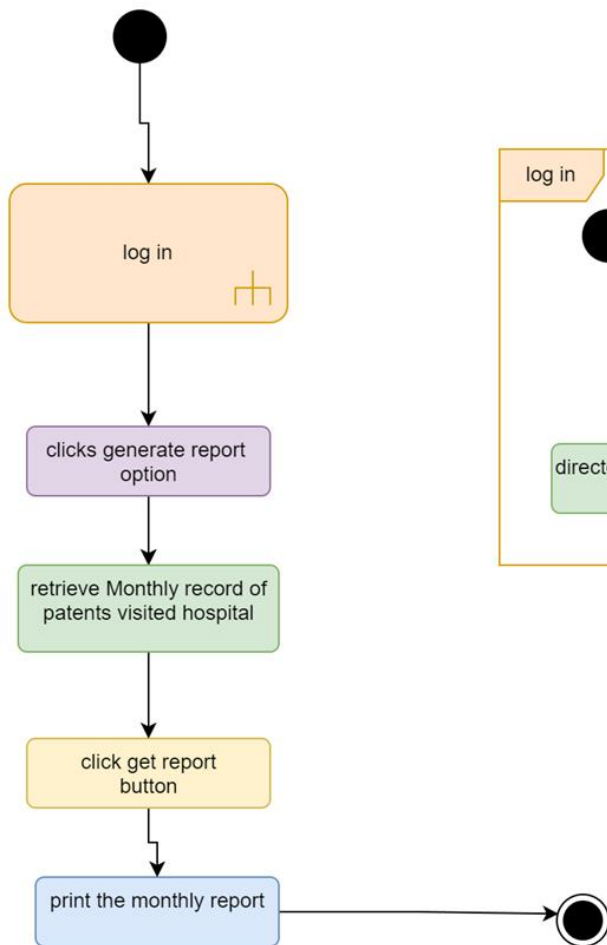 log in
log in
clicks generate report
option
retrieve Monthly record of
patents visited hospital
click get report
button
print the monthly report